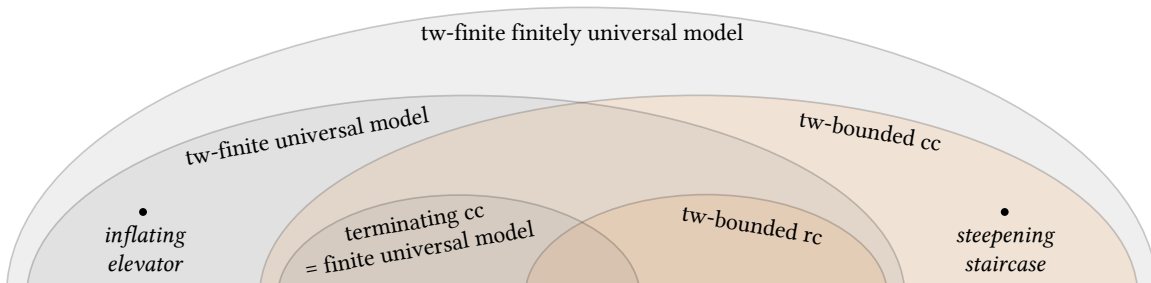 tw-finite finitely universal model
tw-finite universal model
tw-bounded cc
inflating
elevator
terminating cc
= finite universal model
tw-bounded rc
steepening
staircase